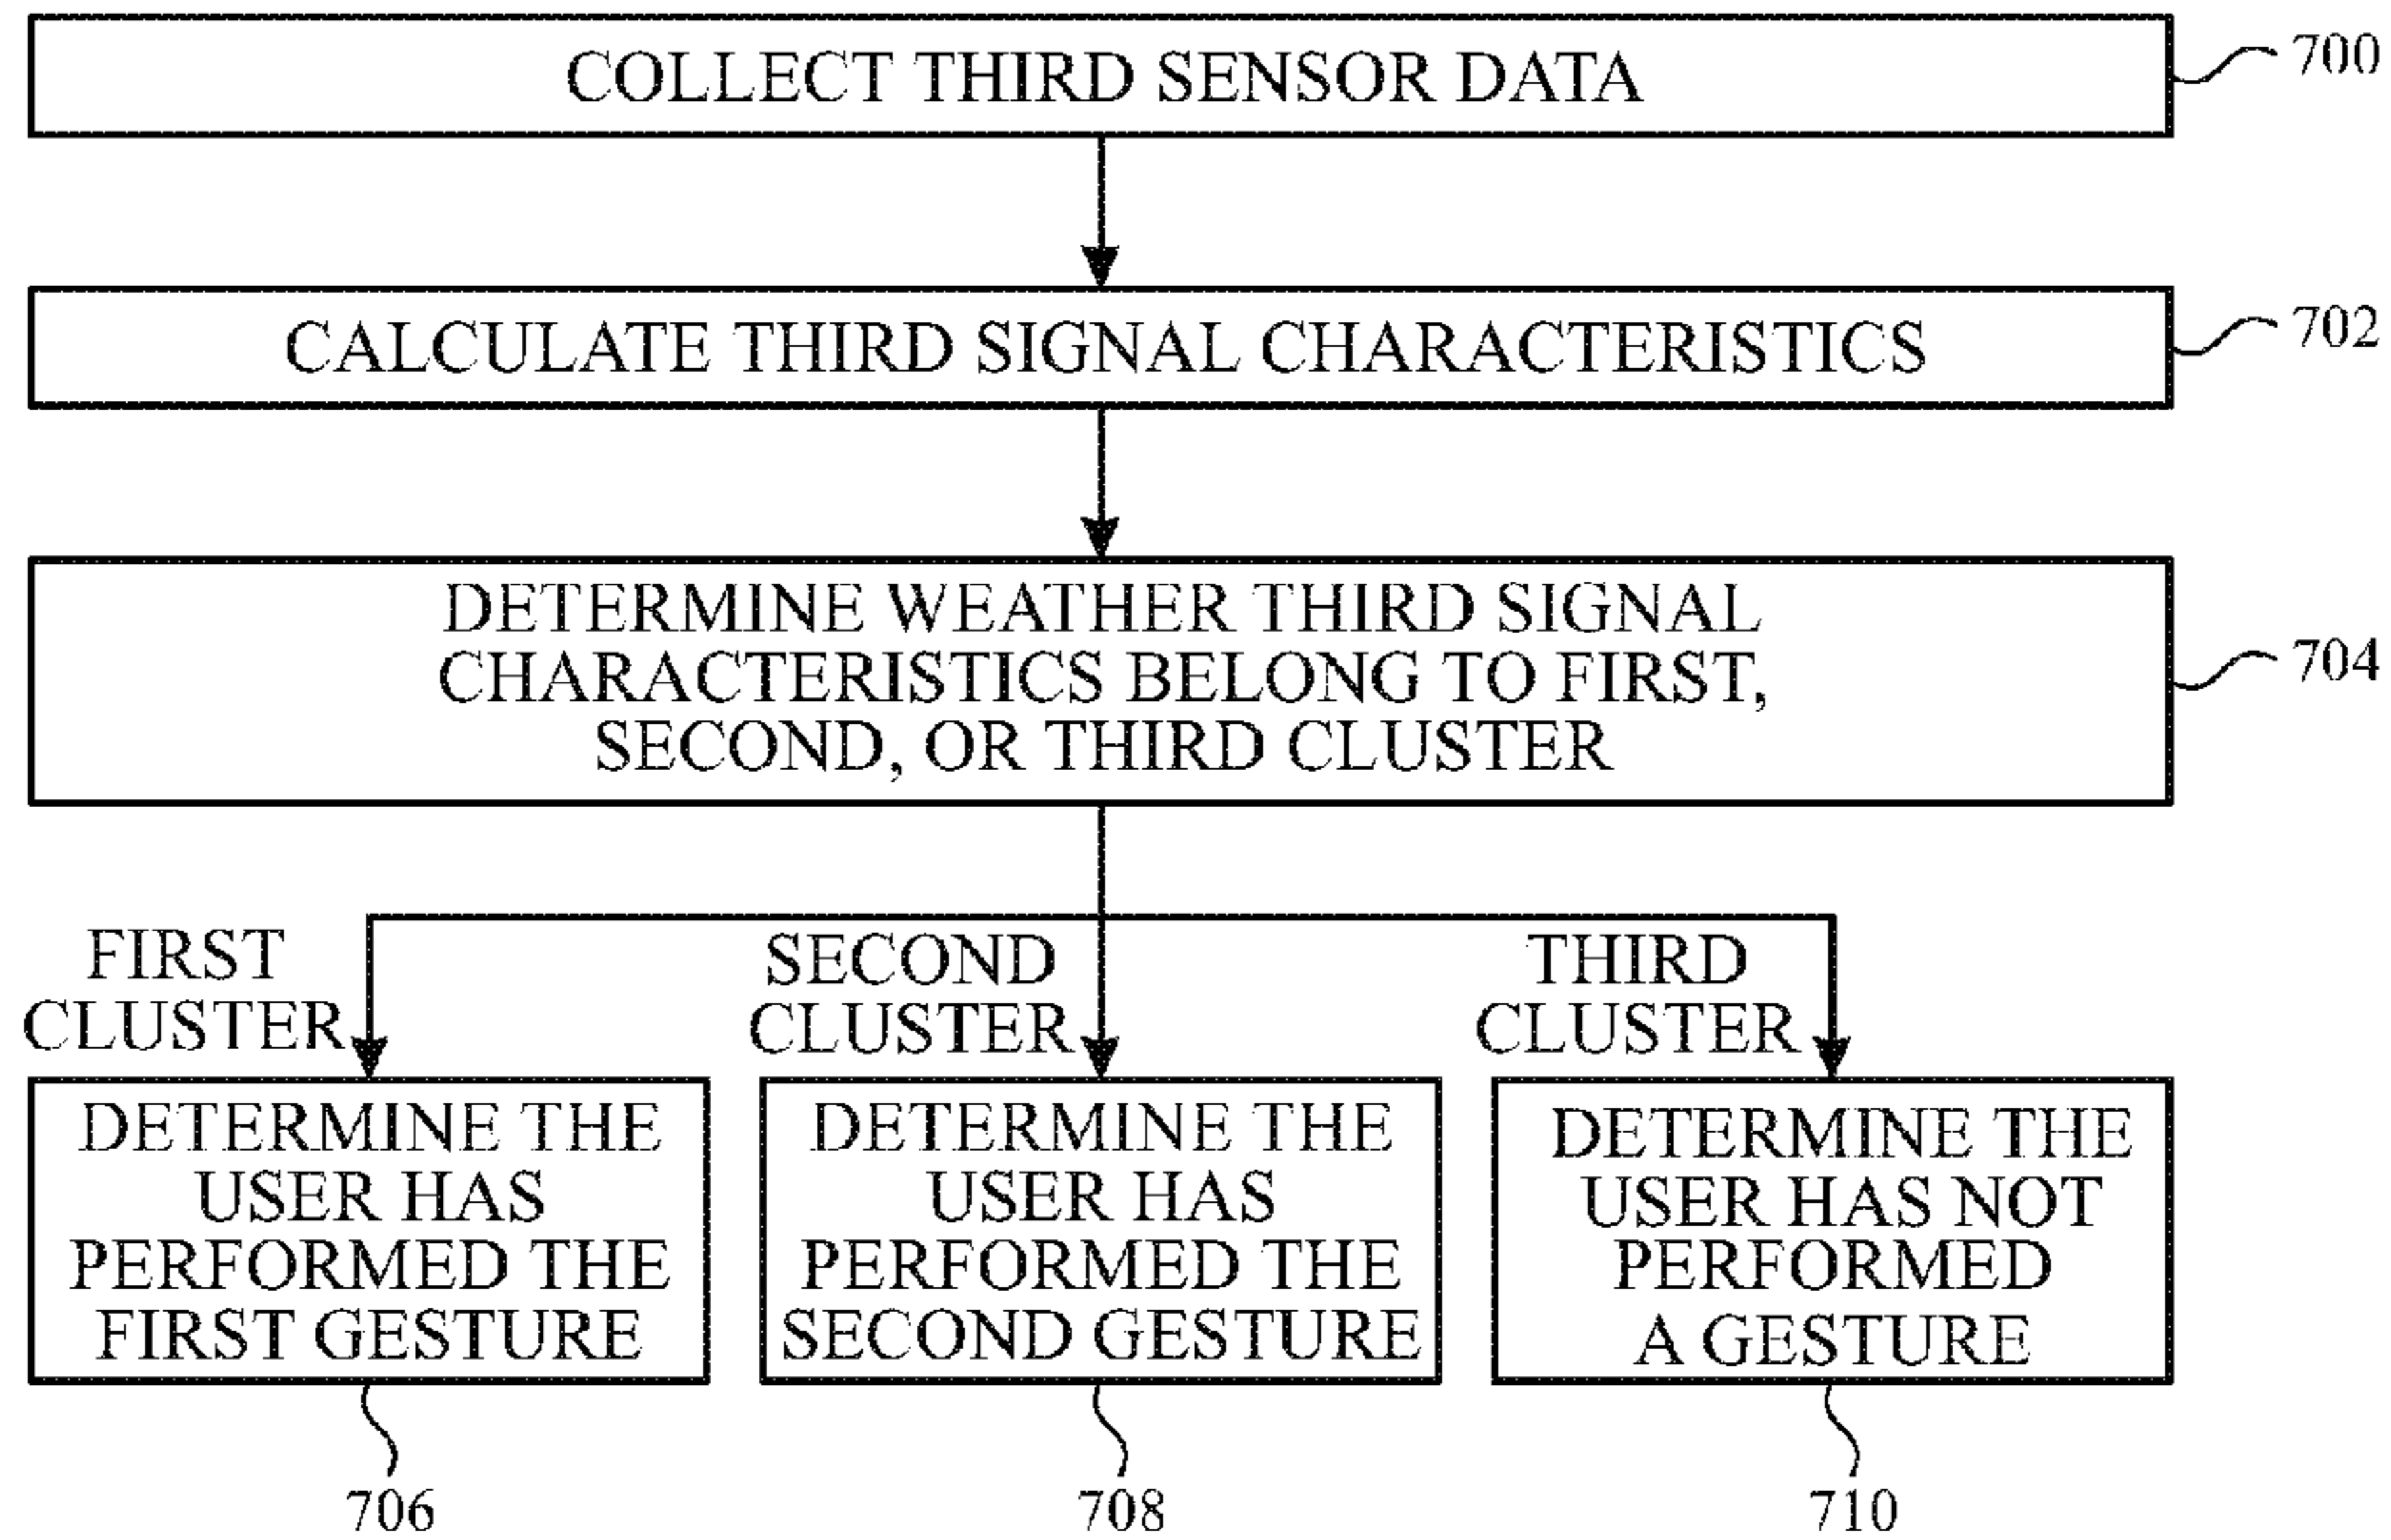 COLLECT THIRD SENSOR DATA
700
CALCULATE THIRD SIGNAL CHARACTERISTICS
702
DETERMINE WEATHER THIRD SIGNAL
CHARACTERISTICS BELONG TO FIRST,
SECOND, OR THIRD CLUSTER
704
FIRST
CLUSTER
SECOND
CLUSTER
THIRD
CLUSTER
DETERMINE THE
USER HAS
PERFORMED THE
FIRST GESTURE
706
DETERMINE THE
USER HAS
PERFORMED THE
SECOND GESTURE
708
DETERMINE THE
USER HAS NOT
PERFORMED
A GESTURE
710